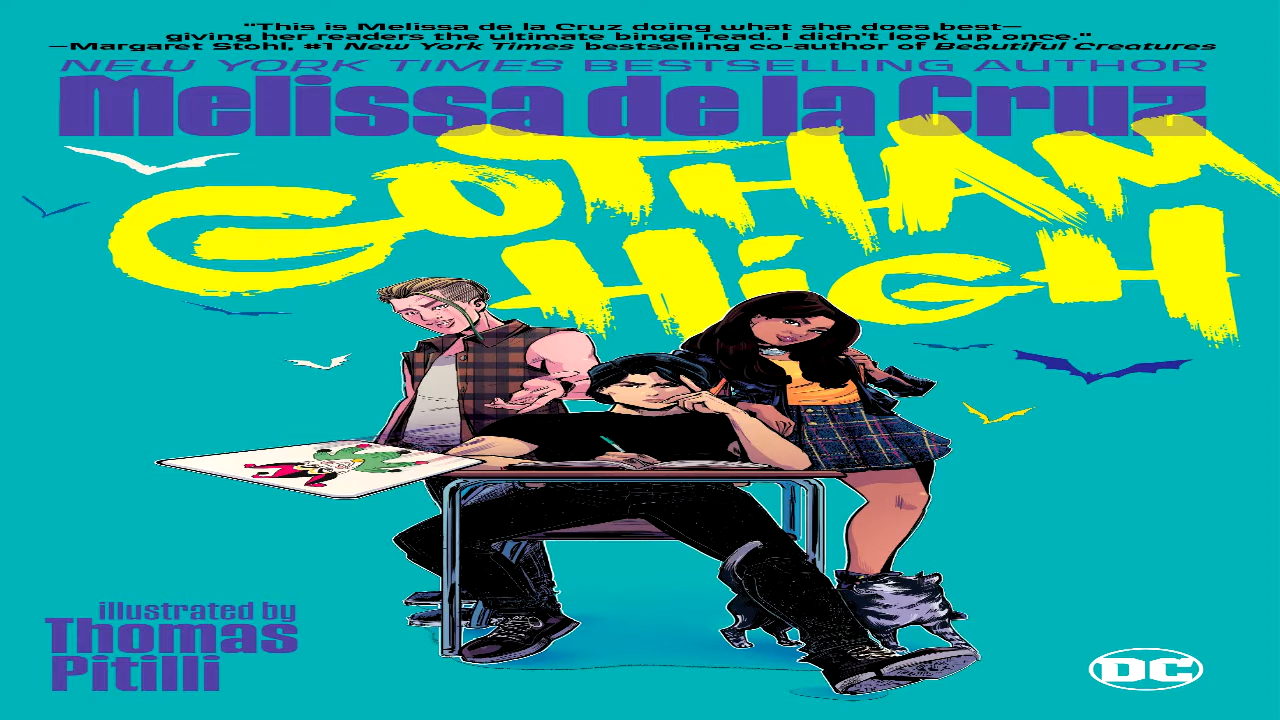 "This is Melissa de la Cruz doing what she does best—
giving her readers the ultimate binge read. I didn't look up once."
—Margaret Stohl, #1 New York Times bestselling co-author of Beautiful Creatures
NEW YORK TIMES BESTSELLING AUTHOR
Melissa de la Cruz
GOTHAM
HiGH
illustrated by
Thomas
Pitilli
DC